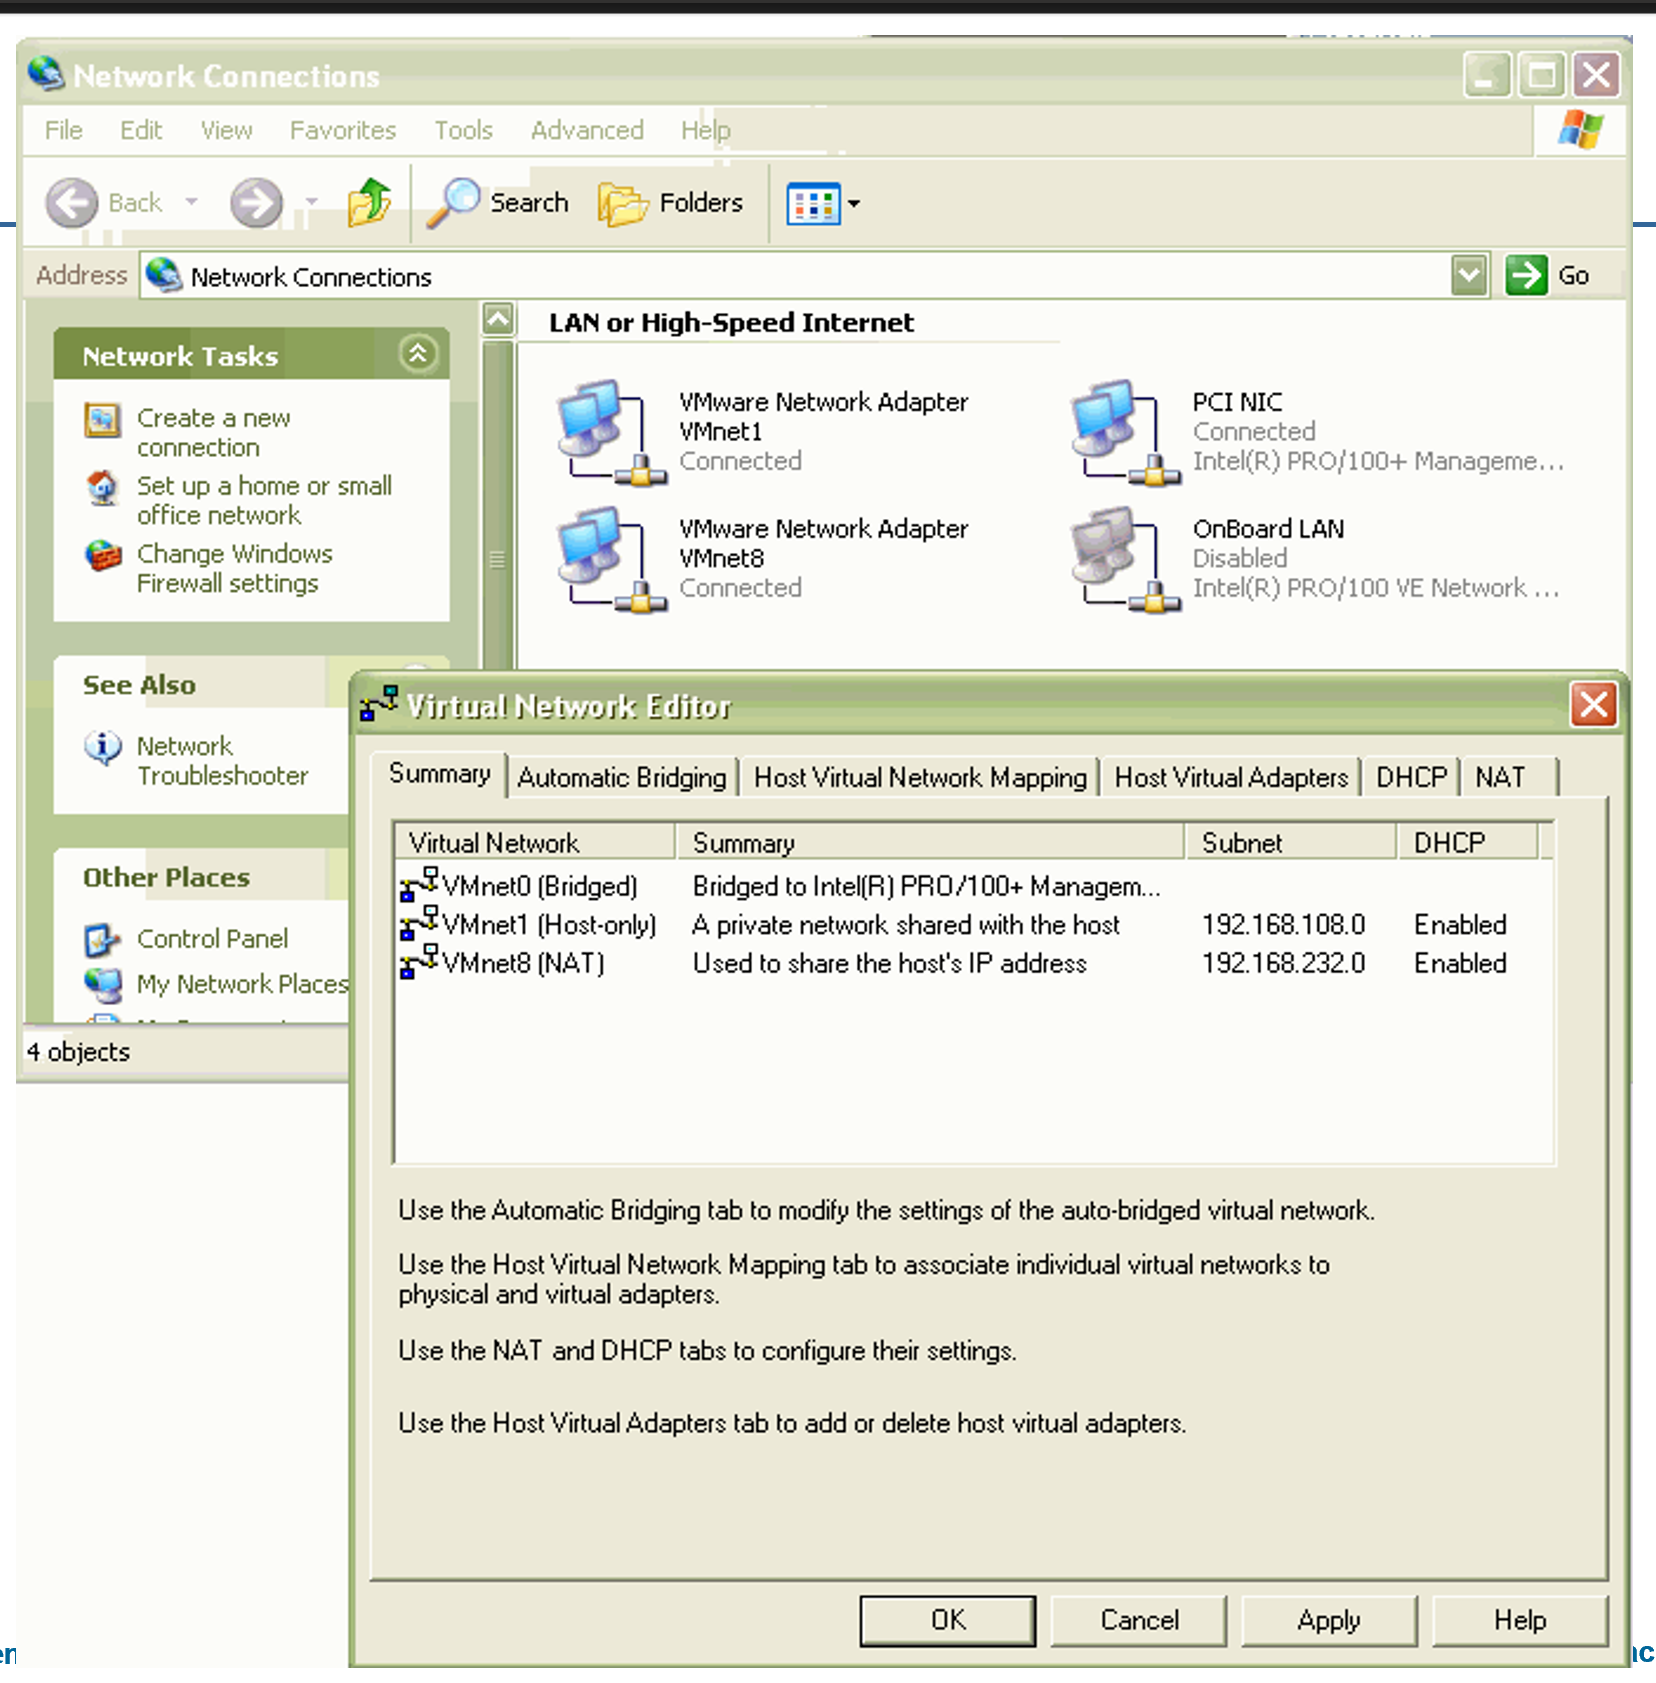 Network Connections
File Edit View Favorites Tools Advanced Help
Back Search Folders
Address Network Connections Go
Network Tasks
Create a new
connection
Set up a home or small
office network
Change Windows
Firewall settings
See Also
Network
Troubleshooter
Other Places
Control Panel
My Network Places
4 objects
LAN or High-Speed Internet
VMware Network Adapter
VMnet1
Connected
PCI NIC
Connected
Intel(R) PRO/100+ Manageme...
VMware Network Adapter
VMnet8
Connected
OnBoard LAN
Disabled
Intel(R) PRO/100 VE Network ...
Virtual Network Editor
Summary Automatic Bridging Host Virtual Network Mapping Host Virtual Adapters DHCP NAT
Virtual Network Summary Subnet DHCP
VMnet0 (Bridged) Bridged to Intel(R) PRO/100+ Managem...
VMnet1 (Host-only) A private network shared with the host 192.168.108.0 Enabled
VMnet8 (NAT) Used to share the host's IP address 192.168.232.0 Enabled
Use the Automatic Bridging tab to modify the settings of the auto-bridged virtual network.
Use the Host Virtual Network Mapping tab to associate individual virtual networks to
physical and virtual adapters.
Use the NAT and DHCP tabs to configure their settings.
Use the Host Virtual Adapters tab to add or delete host virtual adapters.
OK Cancel Apply Help